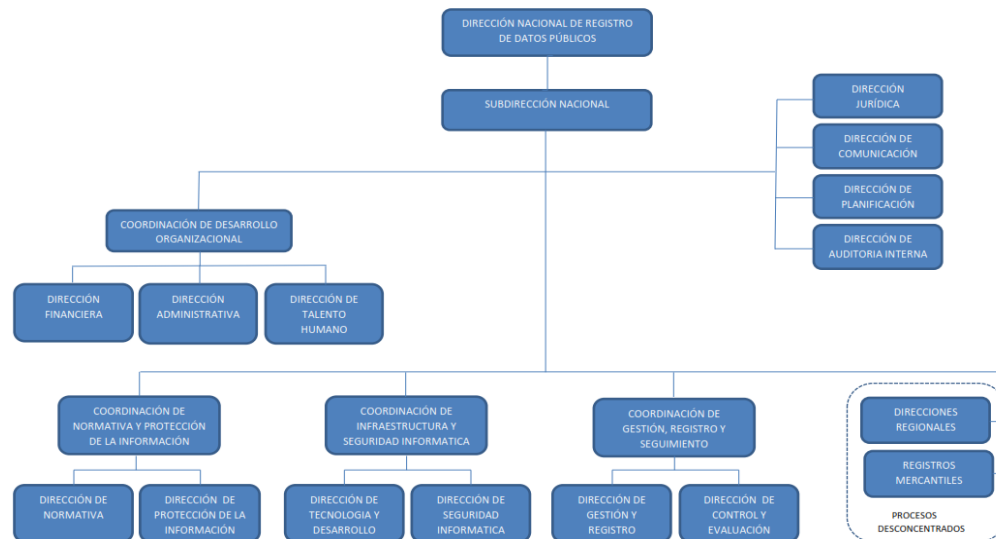 DIRECCIÓN NACIONAL DE REGISTRO
DE DATOS PÚBLICOS
SUBDIRECCIÓN NACIONAL
DIRECCIÓN
JURÍDICA
DIRECCIÓN DE
COMUNICACIÓN
DIRECCIÓN DE
PLANIFICACIÓN
DIRECCIÓN DE
AUDITORIA INTERNA
COORDINACIÓN DE DESARROLLO
ORGANIZACIONAL
DIRECCIÓN
FINANCIERA
DIRECCIÓN
ADMINISTRATIVA
DIRECCIÓN DE
TALENTO
HUMANO
COORDINACIÓN DE
NORMATIVA Y PROTECCIÓN
DE LA INFORMACIÓN
COORDINACIÓN DE
INFRAESTRUCTURA Y
SEGURIDAD INFORMATICA
COORDINACIÓN DE
GESTIÓN, REGISTRO Y
SEGUIMIENTO
DIRECCIONES
REGIONALES
REGISTROS
MERCANTILES
PROCESOS
DESCONCENTRADOS
DIRECCIÓN DE
NORMATIVA
DIRECCIÓN DE
PROTECCIÓN DE LA
INFORMACIÓN
DIRECCIÓN DE
TECNOLOGIA Y
DESARROLLO
DIRECCIÓN DE
SEGURIDAD
INFORMATICA
DIRECCIÓN DE
GESTIÓN Y
REGISTRO
DIRECCIÓN DE
CONTROL Y
EVALUACIÓN